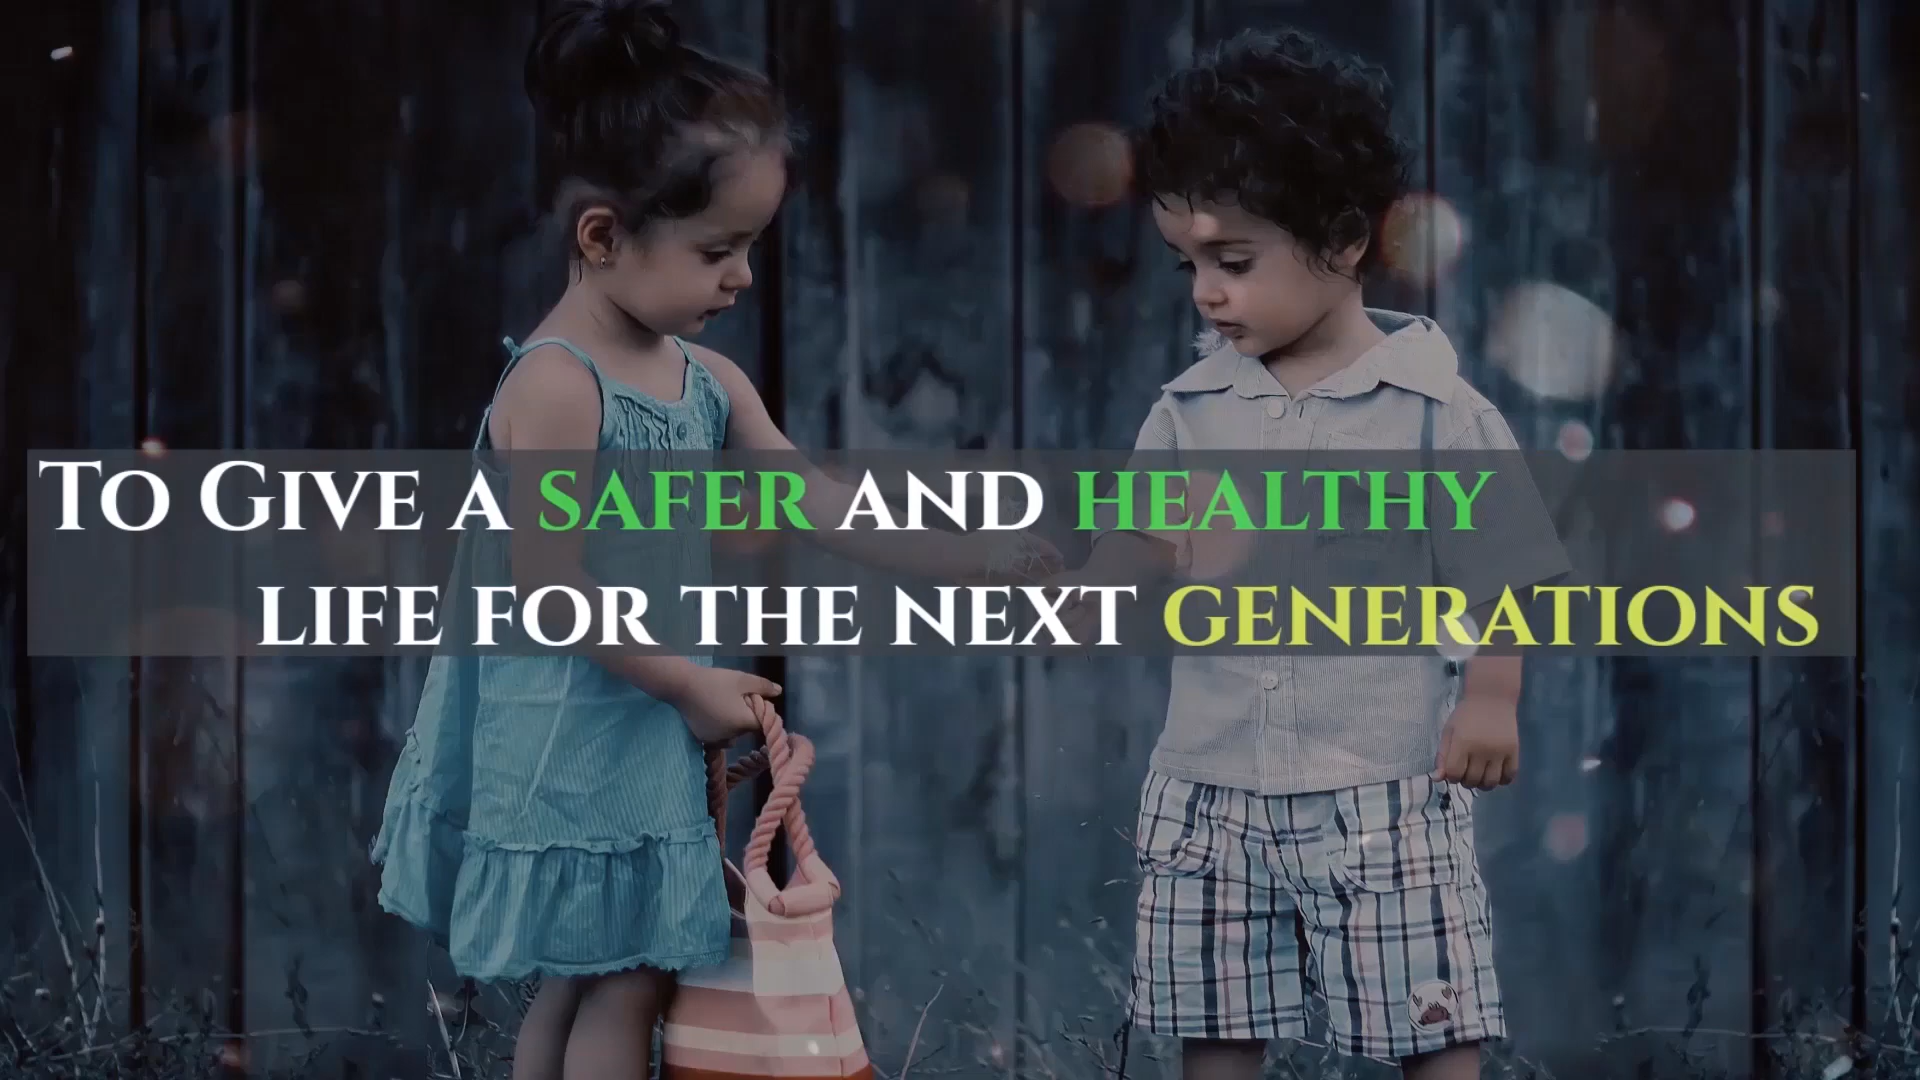 To Give a safer and healthy
life for the next generations